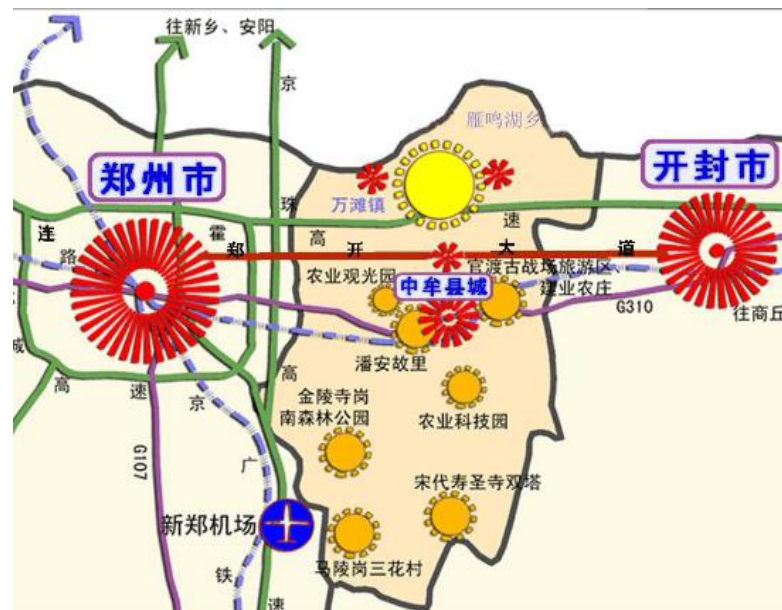 往新乡、安阳
京
雁鸣湖乡
郑州市
开封市
万滩镇
珠
速
连
霍
高
郑
开
大
道
路
农业观光园
官渡古战场旅游区、
建业农庄
中牟县城
G310
往商丘
城
潘安故里
高
高
速
京
金陵寺岗
南森林公园
农业科技园
G107
广
宋代寿圣寺双塔
新郑机场
马陵岗三花村
铁
速